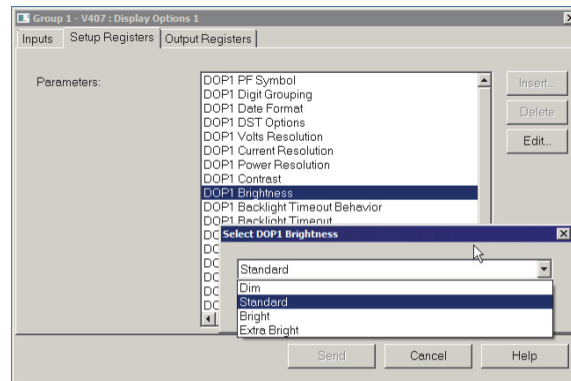 Group 1 - V407 : Display Options 1
Inputs
Setup Registers
Output Registers
Parameters:
DOP1 PF Symbol
DOP1 Digit Grouping
DOP1 Date Format
DOP1 DST Options
DOP1 Volts Resolution
DOP1 Current Resolution
DOP1 Power Resolution
DOP1 Contrast
DOP1 Brightness
DOP1 Backlight Timeout Behavior
DOP1 Backlight Timeout
Insert...
Delete
Edit...
Select DOP1 Brightness
Standard
Dim
Standard
Bright
Extra Bright
Send
Cancel
Help